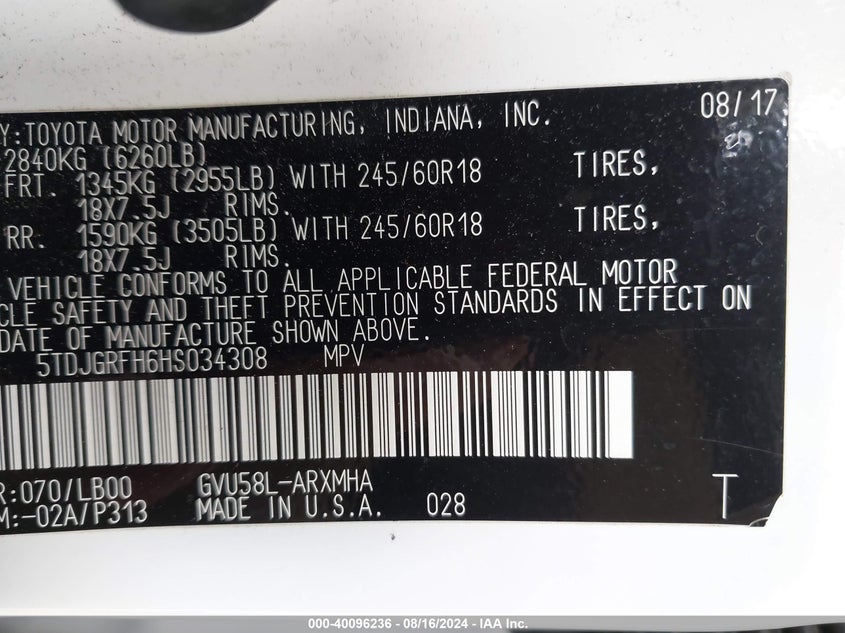 Y:TOYOTA MOTOR MANUFACTURING, INDIANA, INC. 08/17
2840KG (6260LB)
FRT. 1345KG (2955LB) WITH 245/60R18 TIRES,
18X7.5J RIMS.
RR. 1590KG (3505LB) WITH 245/60R18 TIRES,
18X7.5J RIMS.
VEHICLE CONFORMS TO ALL APPLICABLE FEDERAL MOTOR
CLE SAFETY AND THEFT PREVENTION STANDARDS IN EFFECT ON
DATE OF MANUFACTURE SHOWN ABOVE.
5TDJGRFH6HS034308 MPV
R:070/LB00 GVU58L-ARXMHA
M:-02A/P313 MADE IN U.S.A. 028 T
000-40096236 - 08/16/2024 - IAA Inc.